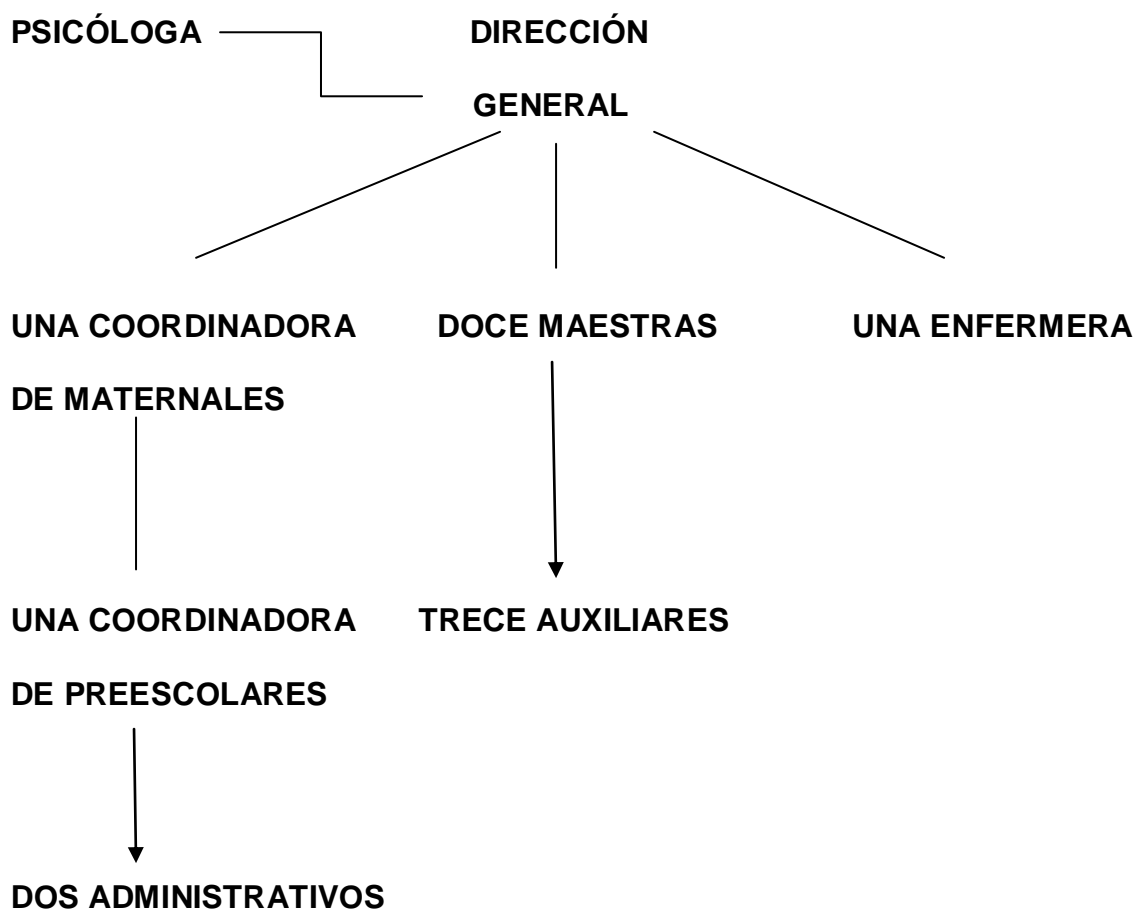 PSICÓLOGA
DIRECCIÓN
GENERAL
UNA COORDINADORA
DE MATERNALES
DOCE MAESTRAS
UNA ENFERMERA
UNA COORDINADORA
DE PREESCOLARES
TRECE AUXILIARES
DOS ADMINISTRATIVOS